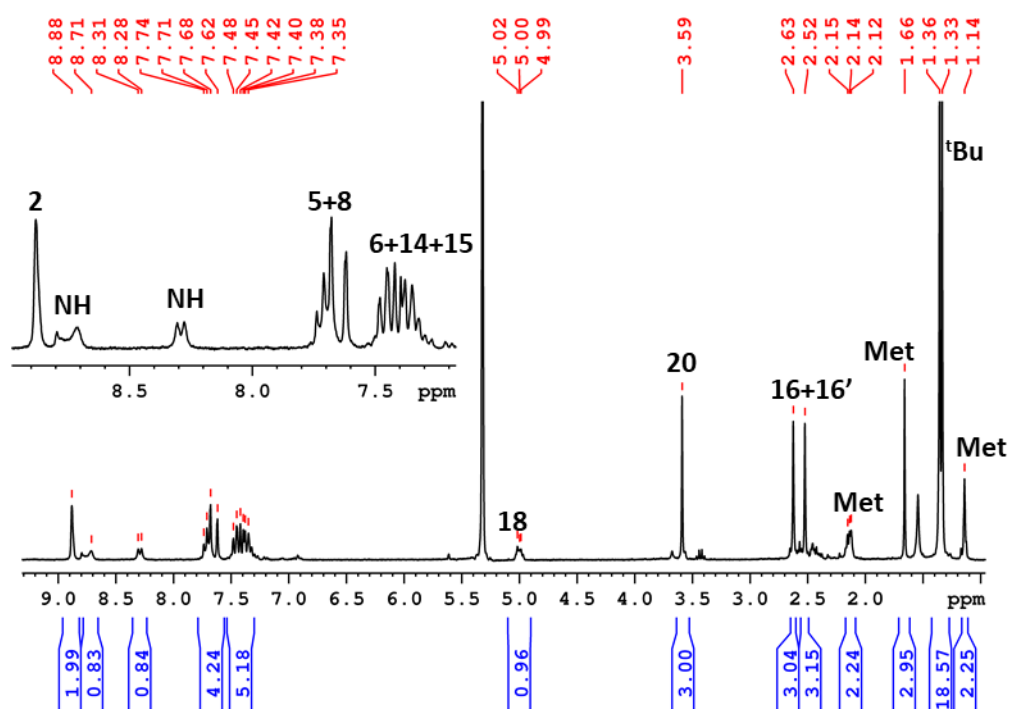 8.88 8.71 8.31 8.28 7.74 7.71 7.68 7.62 7.48 7.45 7.42 7.40 7.38 7.35 5.02 5.00 4.99 3.59 2.63 2.52 2.15 2.14 2.12 1.66 1.36 1.33 1.14
ᵗBu
2
5+8
6+14+15
NH
NH
8.5 8.0 7.5 ppm
Met
20
16+16’
Met
Met
18
9.0 8.5 8.0 7.5 7.0 6.5 6.0 5.5 5.0 4.5 4.0 3.5 3.0 2.5 2.0 ppm
1.99 0.83 0.84 4.24 5.18 0.96 3.00 3.04 3.15 2.24 2.95 18.57 2.25